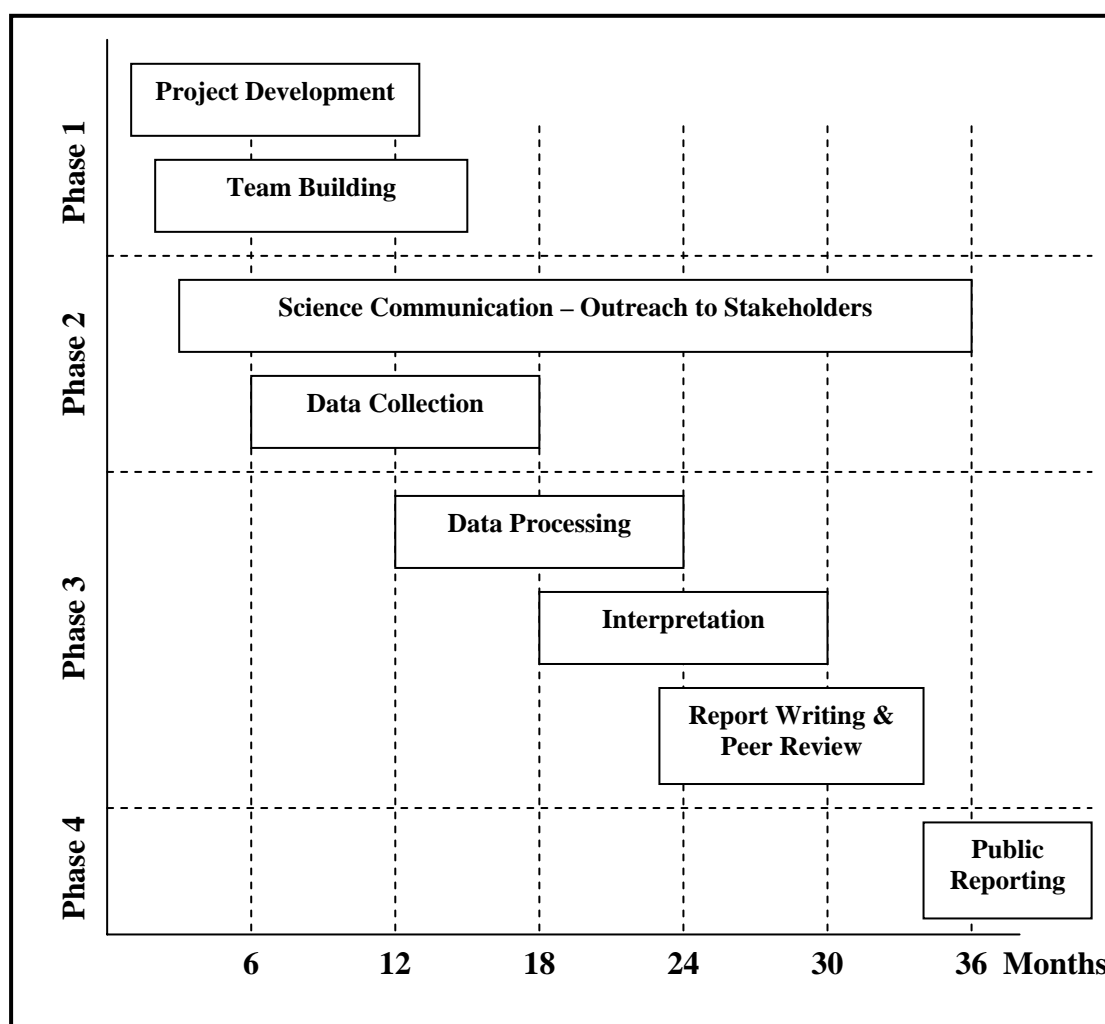 Phase 1
Project Development
Team Building
Phase 2
Science Communication – Outreach to Stakeholders
Data Collection
Phase 3
Data Processing
Interpretation
Report Writing &
Peer Review
Phase 4
Public
Reporting
6 12 18 24 30 36 Months